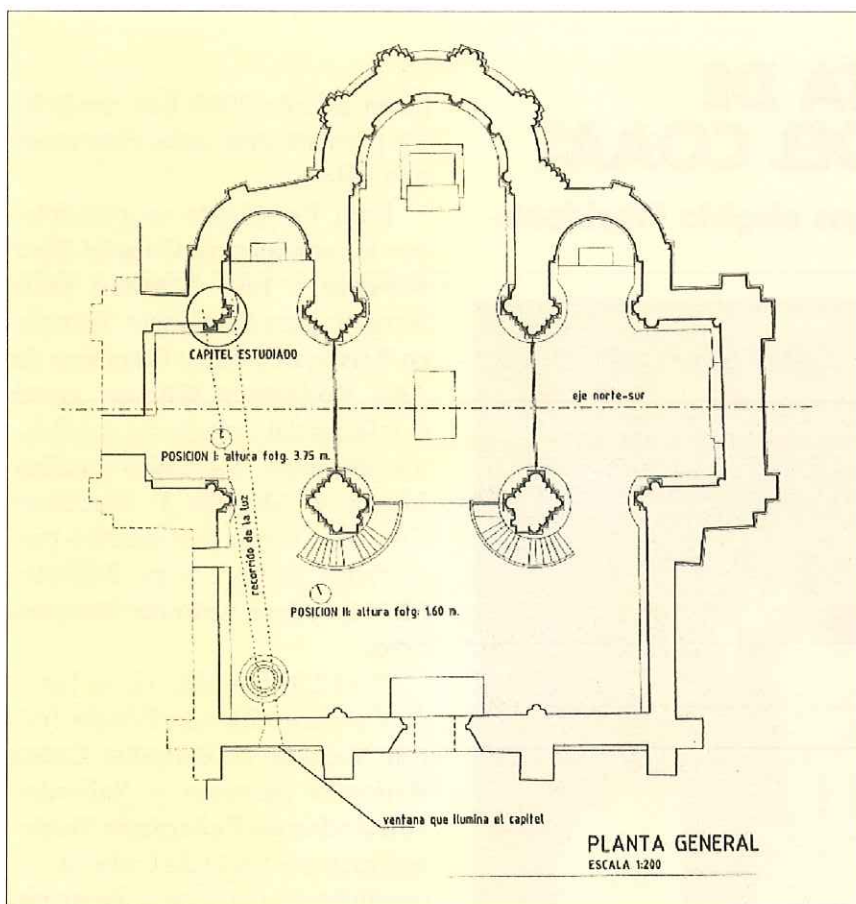 CAPITEL ESTUDIADO
eje norte-sur
POSICION I: altura fotg. 3.75 m.
recorrido de la luz
POSICION II: altura fotg: 1.60 m.
ventana que ilumina el capitel
PLANTA GENERAL
ESCALA 1:200